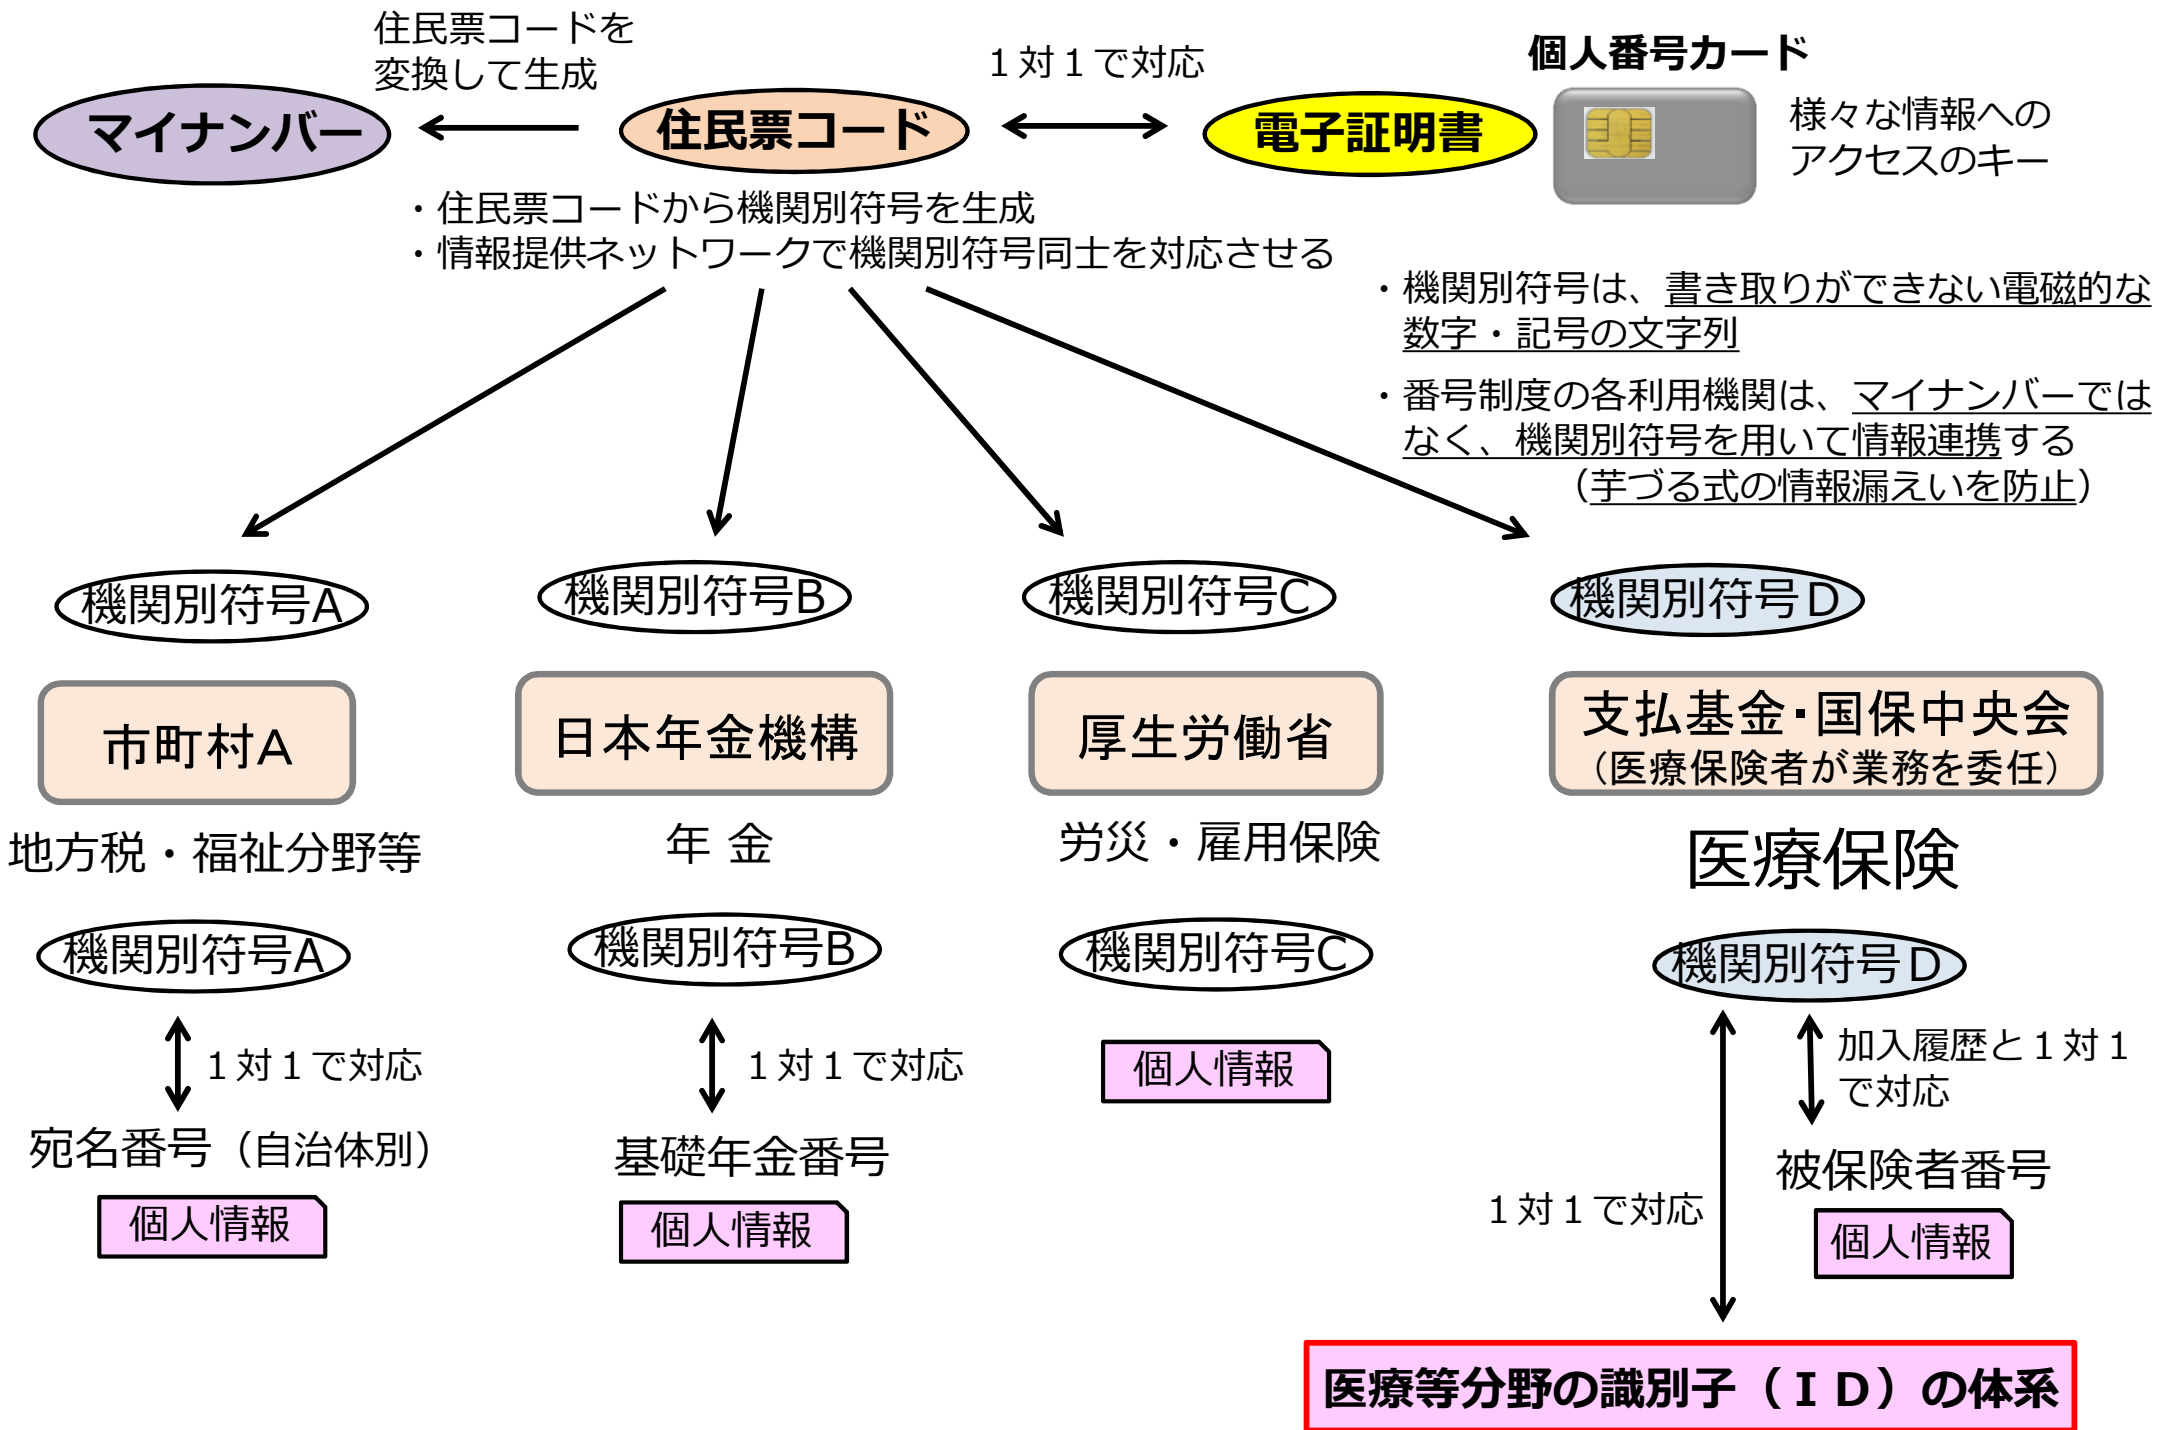 住民票コードを
変換して生成
１対１で対応
個人番号カード
マイナンバー
住民票コード
電子証明書
様々な情報への
アクセスのキー
・住民票コードから機関別符号を生成
・情報提供ネットワークで機関別符号同士を対応させる
・機関別符号は、書き取りができない電磁的な
数字・記号の文字列
・番号制度の各利用機関は、マイナンバーでは
なく、機関別符号を用いて情報連携する
（芋づる式の情報漏えいを防止）
機関別符号A
機関別符号B
機関別符号C
機関別符号Ｄ
市町村A
日本年金機構
厚生労働省
支払基金・国保中央会
（医療保険者が業務を委任）
地方税・福祉分野等
年 金
労災・雇用保険
医療保険
機関別符号A
機関別符号B
機関別符号C
機関別符号Ｄ
１対１で対応
１対１で対応
個人情報
加入履歴と１対１
で対応
宛名番号（自治体別）
基礎年金番号
被保険者番号
個人情報
個人情報
１対１で対応
個人情報
医療等分野の識別子（ＩＤ）の体系